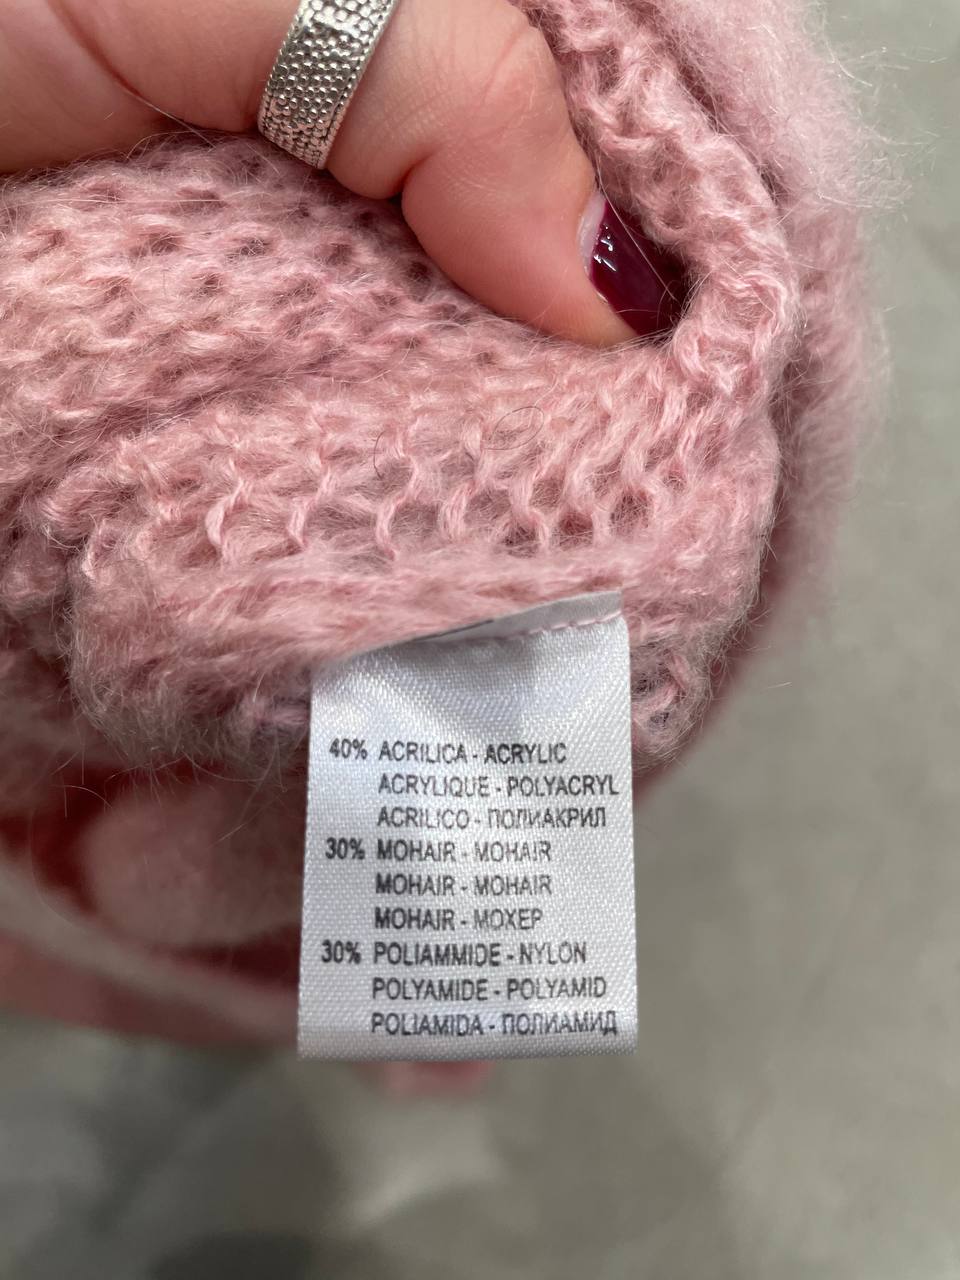 40% ACRILICA - ACRYLIC
ACRYLIQUE - POLYACRYL
ACRILICO - ПОЛИАКРИЛ
30% MOHAIR - MOHAIR
MOHAIR - MOHAIR
MOHAIR - МОХЕР
30% POLIAMMIDE - NYLON
POLYAMIDE - POLYAMID
POLIAMIDA - ПОЛИАМИД